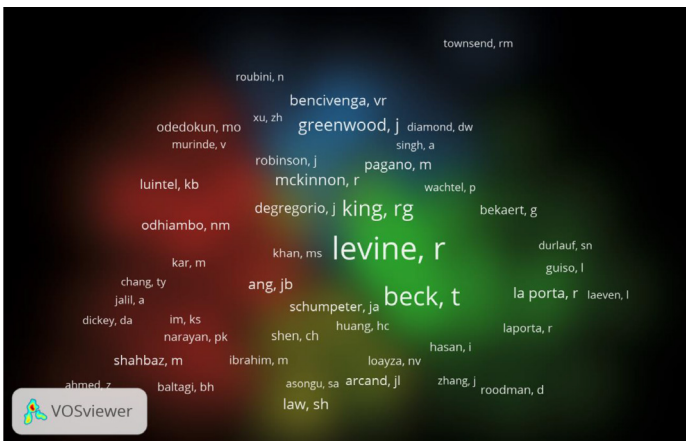 townsend, rm
roubini, n
bencivenga, vr
xu, zh
greenwood, j
diamond, dw
odedokun, mo
murinde, v
singh, a
robinson, j
pagano, m
mckinnon, r
luintel, kb
wachtel, p
degregorio, j
king, rg
bekaert, g
odhiambo, nm
levine, r
durlauf, sn
khan, ms
kar, m
guiso, l
chang, ty
ang, jb
beck, t
la porta, r
laeven, l
jalil, a
schumpeter, ja
dickey, da
im, ks
huang, hc
laporta, r
narayan, pk
shen, ch
hasan, i
shahbaz, m
ibrahim, m
loayza, nv
ahmed, z
baltagi, bh
asongu, sa
arcand, jl
zhang, j
roodman, d
law, sh
VOSviewer